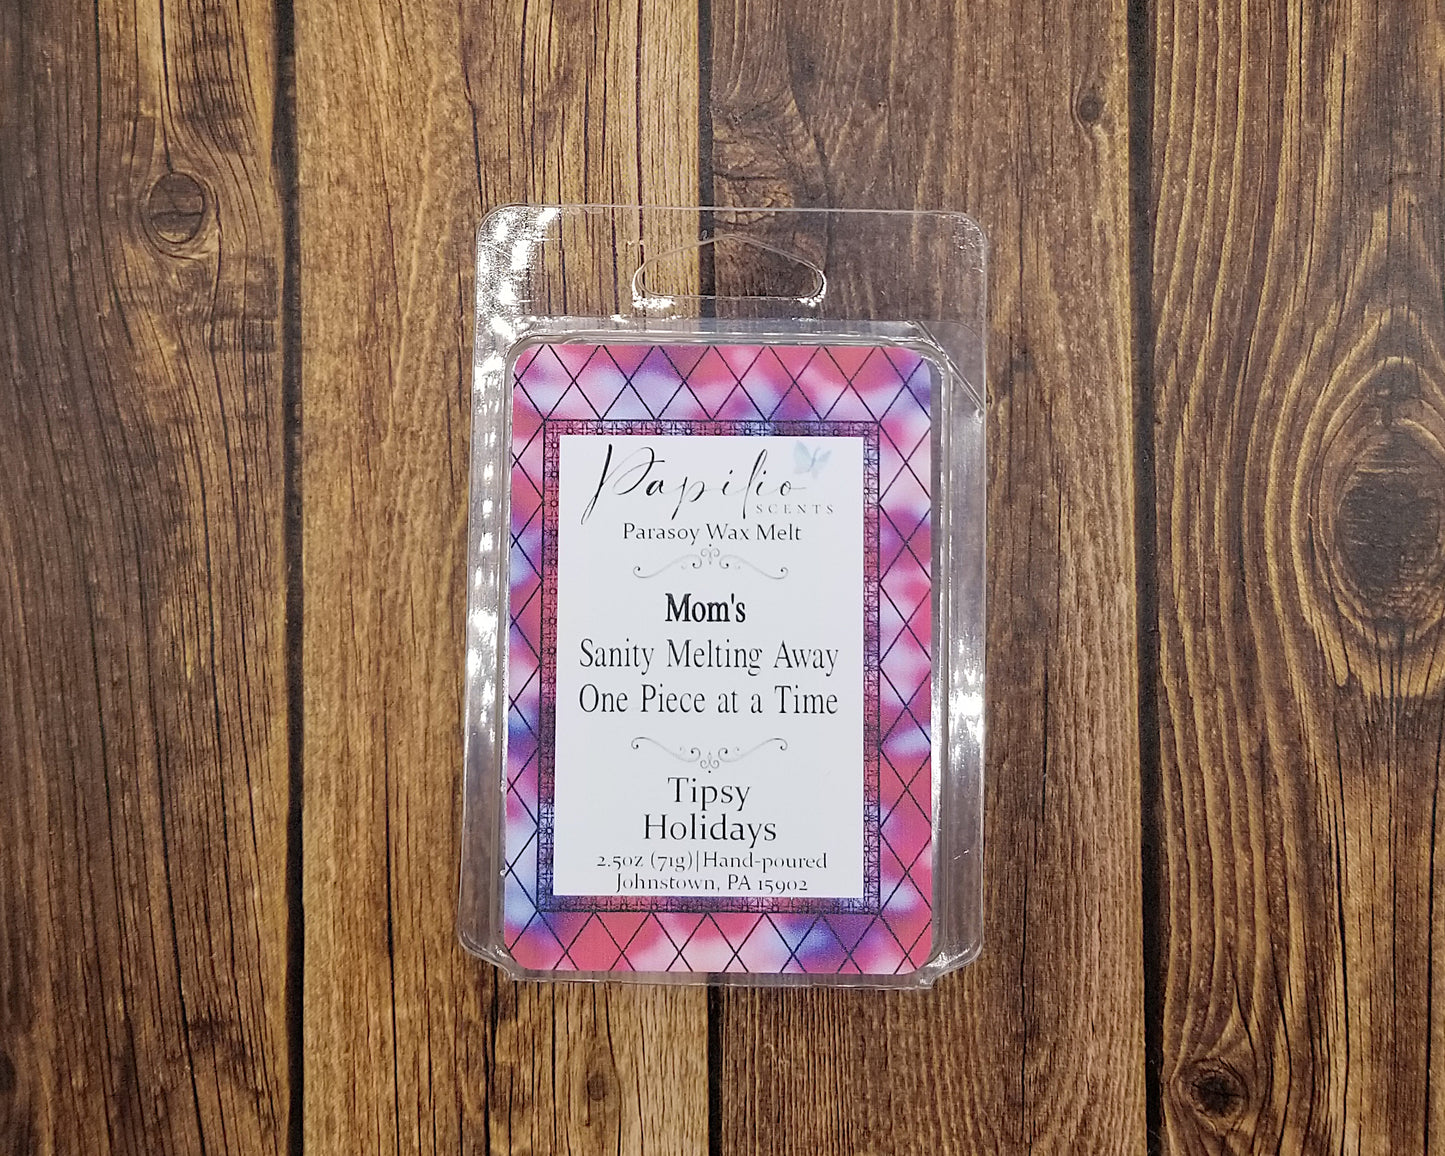 Papilio
SCENTS
Parasoy Wax Melt
Mom's
Sanity Melting Away
One Piece at a Time
Tipsy
Holidays
2.5oz (71g)|Hand-poured
Johnstown, PA 15902